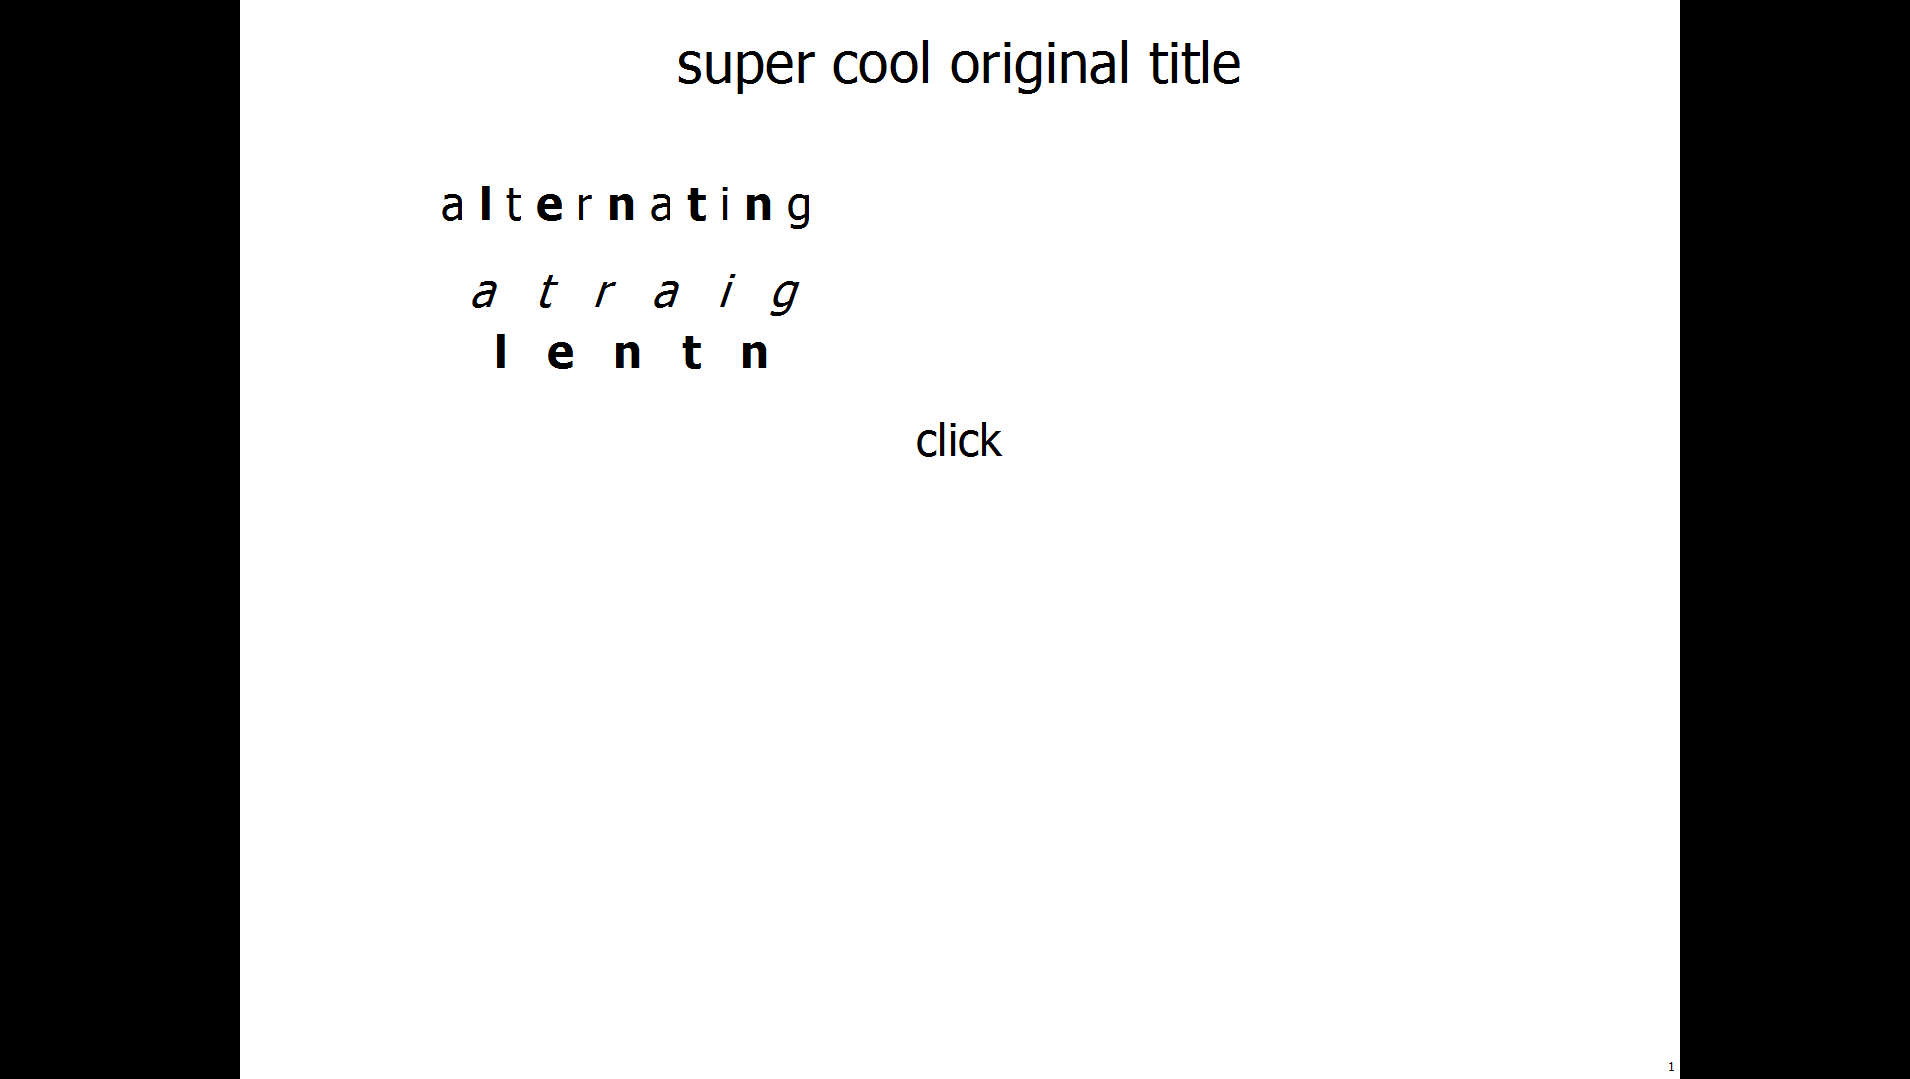 super cool original title
a l t e r n a t i n g
a t r a i g
l e n t n
click
1